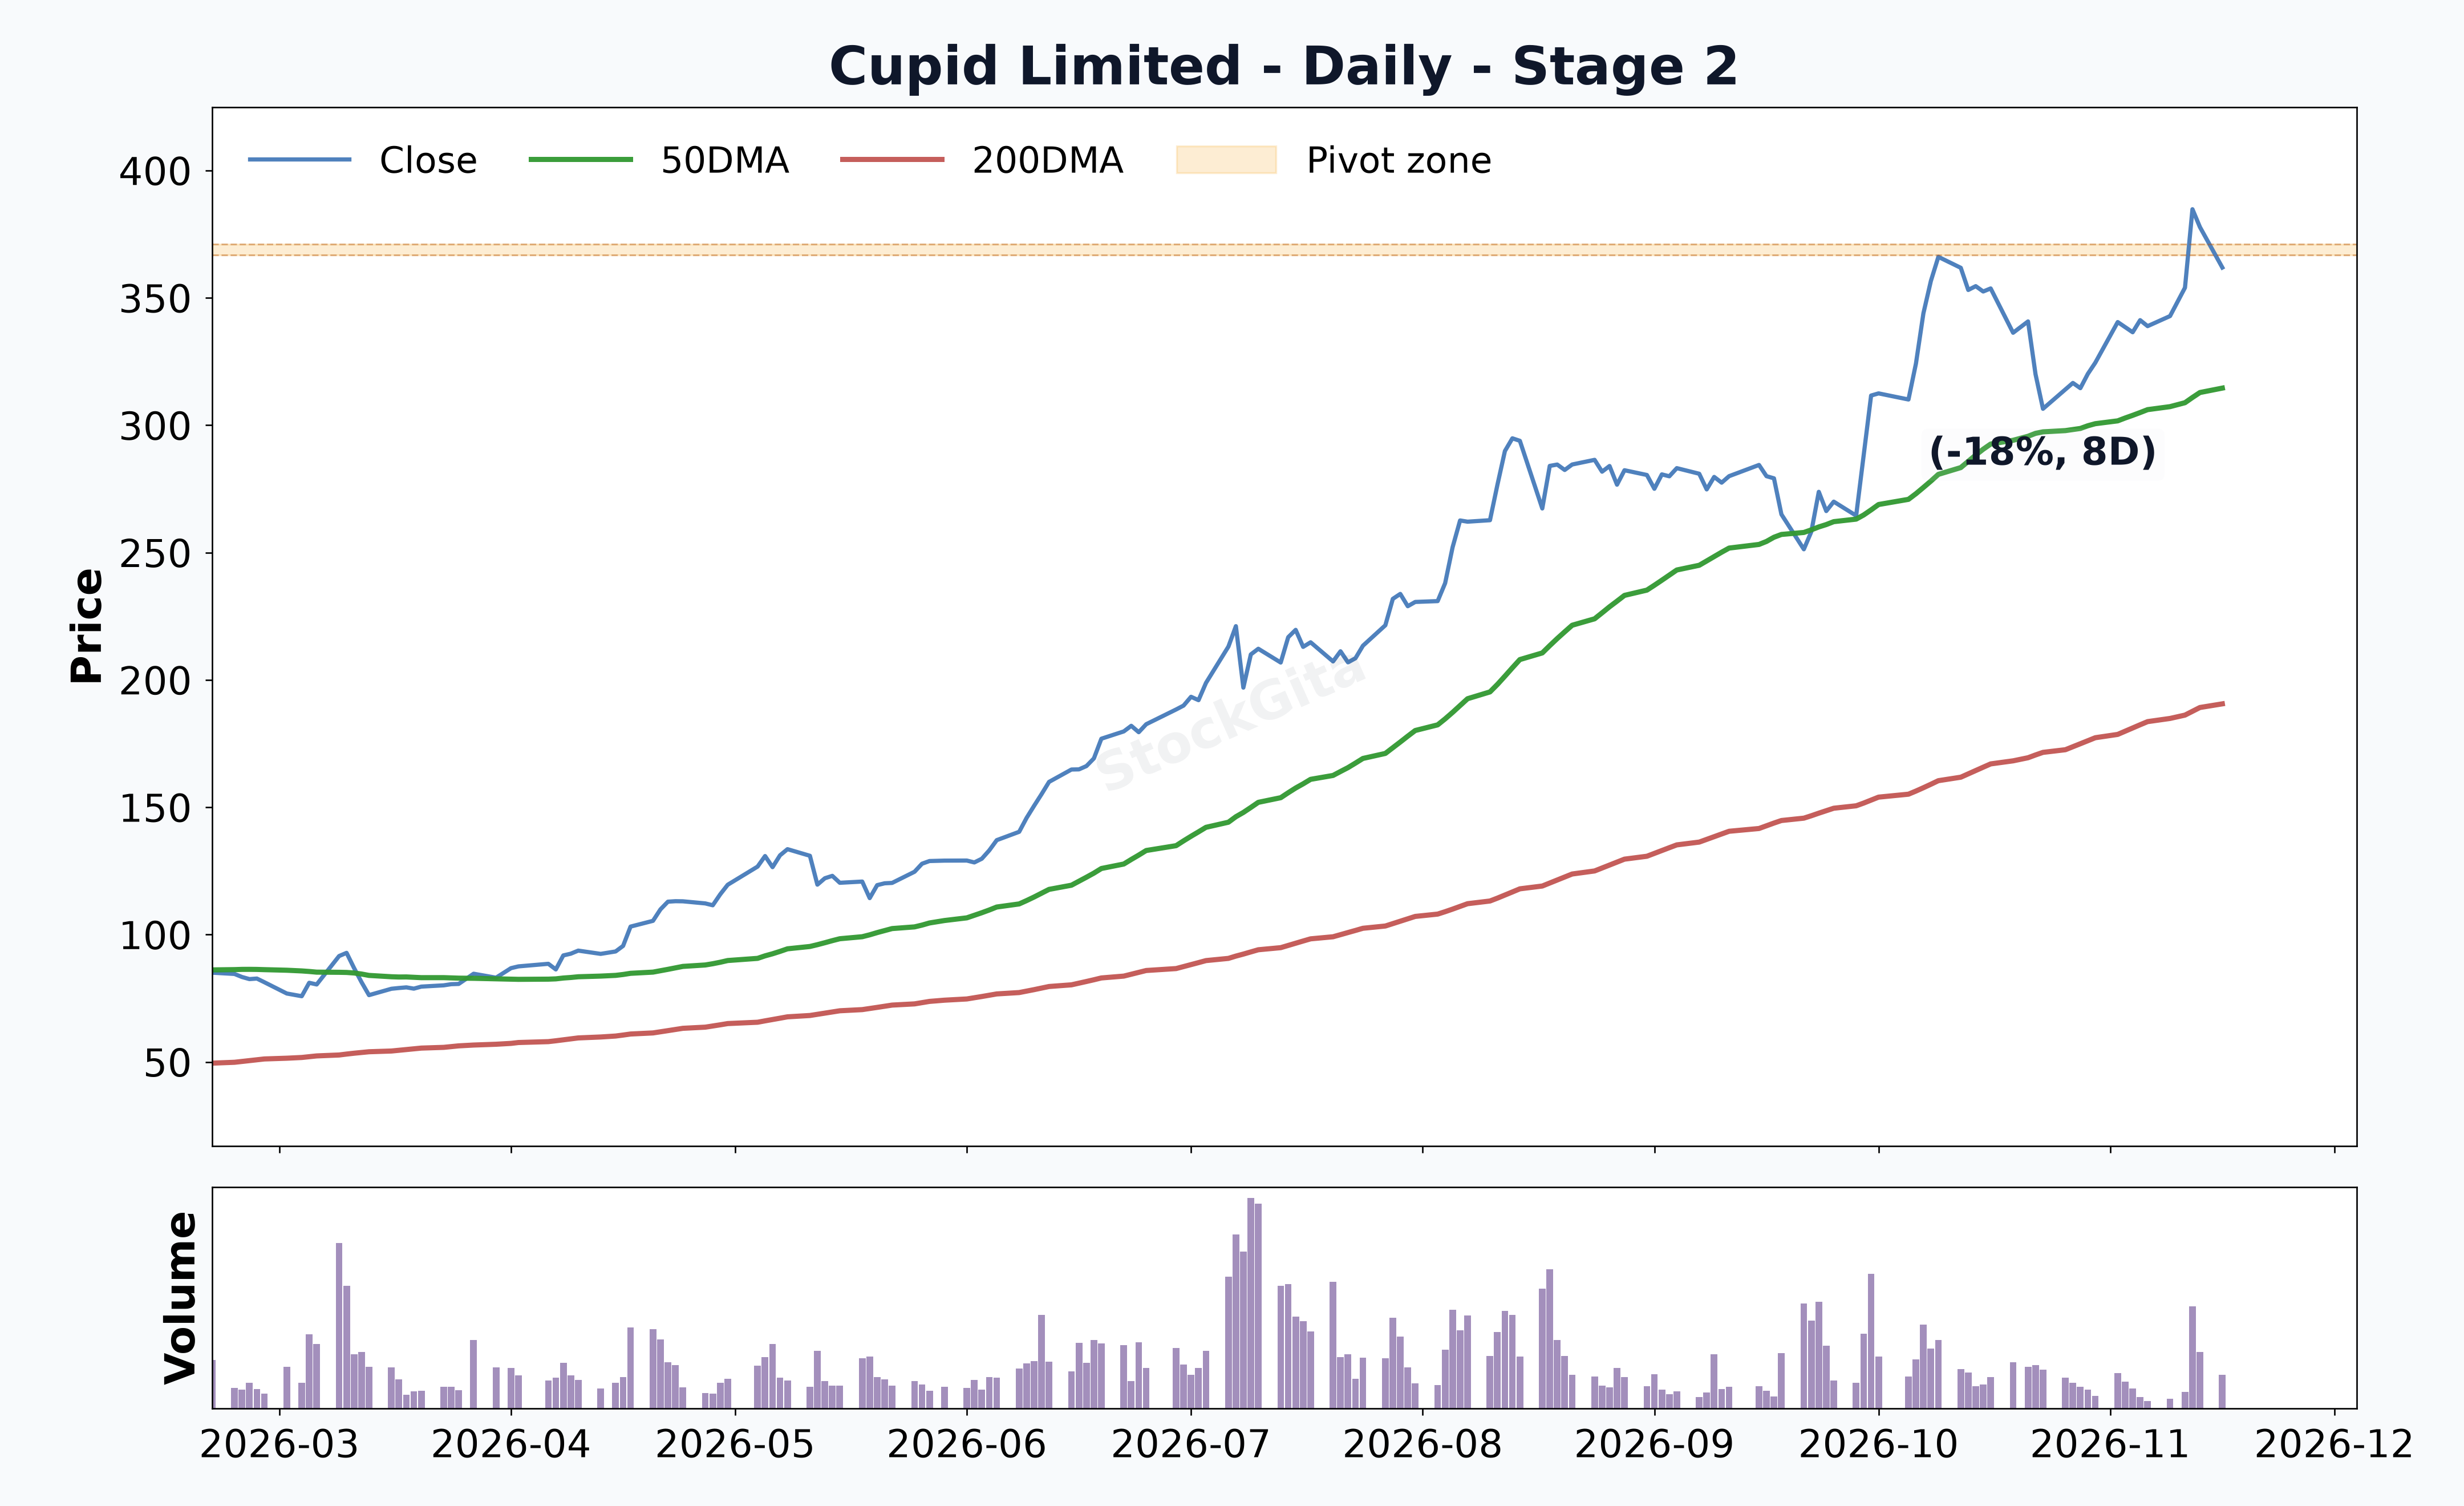 Cupid Limited - Daily - Stage 2
Close 50DMA 200DMA Pivot zone
Price
400
350
300
250
200
150
100
50
(-18%, 8D)
StockGita
Volume
2026-03 2026-04 2026-05 2026-06 2026-07 2026-08 2026-09 2026-10 2026-11 2026-12